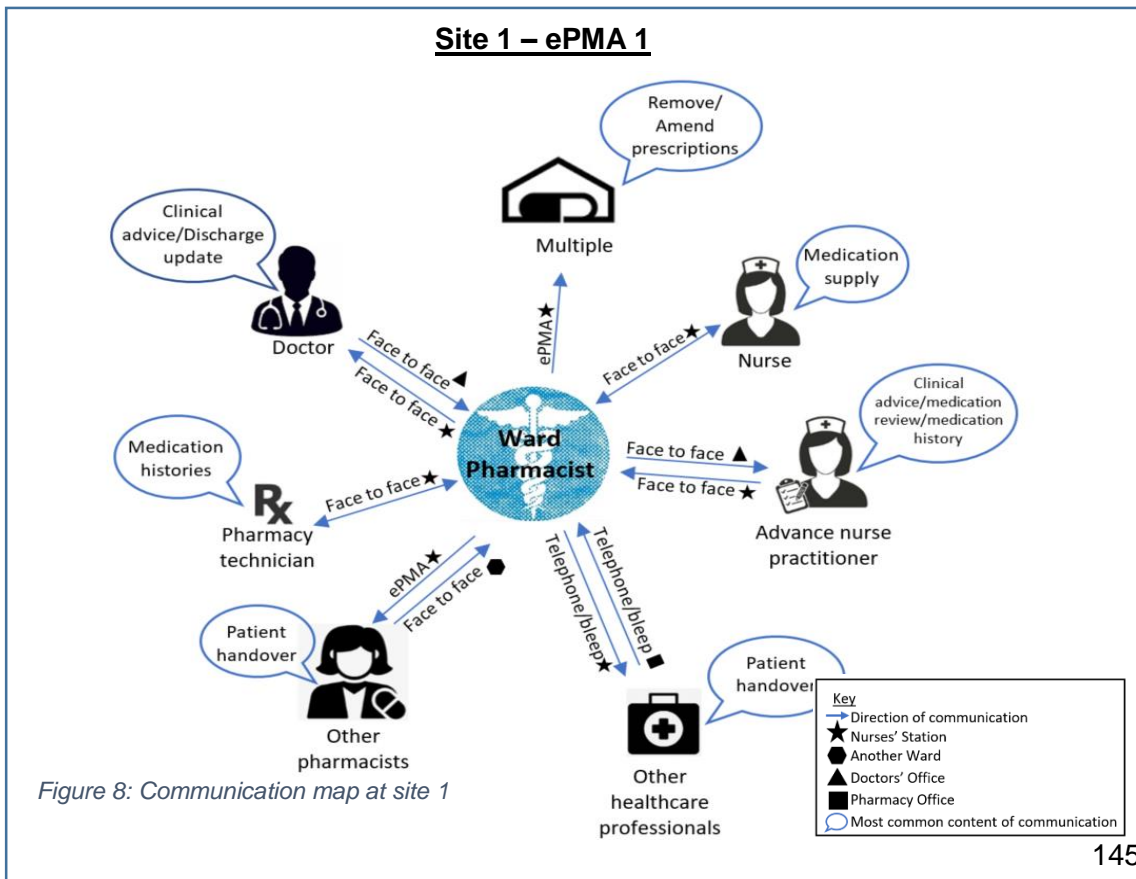 Site 1 – ePMA 1
Remove/
Amend
prescriptions
Multiple
Clinical
advice/Discharge
update
Doctor
Medication
supply
Nurse
ePMA
Face to face
Face to face
Face to face
Ward
Pharmacist
Clinical
advice/medication
review/medication
history
Face to face
Face to face
Advance nurse
practitioner
Medication
histories
Rx
Pharmacy
technician
Face to face
ePMA
Face to face
Telephone/bleep
Telephone/bleep
Patient
handover
Other
pharmacists
Patient
handover
Other
healthcare
professionals
Key
Direction of communication
Nurses' Station
Another Ward
Doctors' Office
Pharmacy Office
Most common content of communication
Figure 8: Communication map at site 1
145